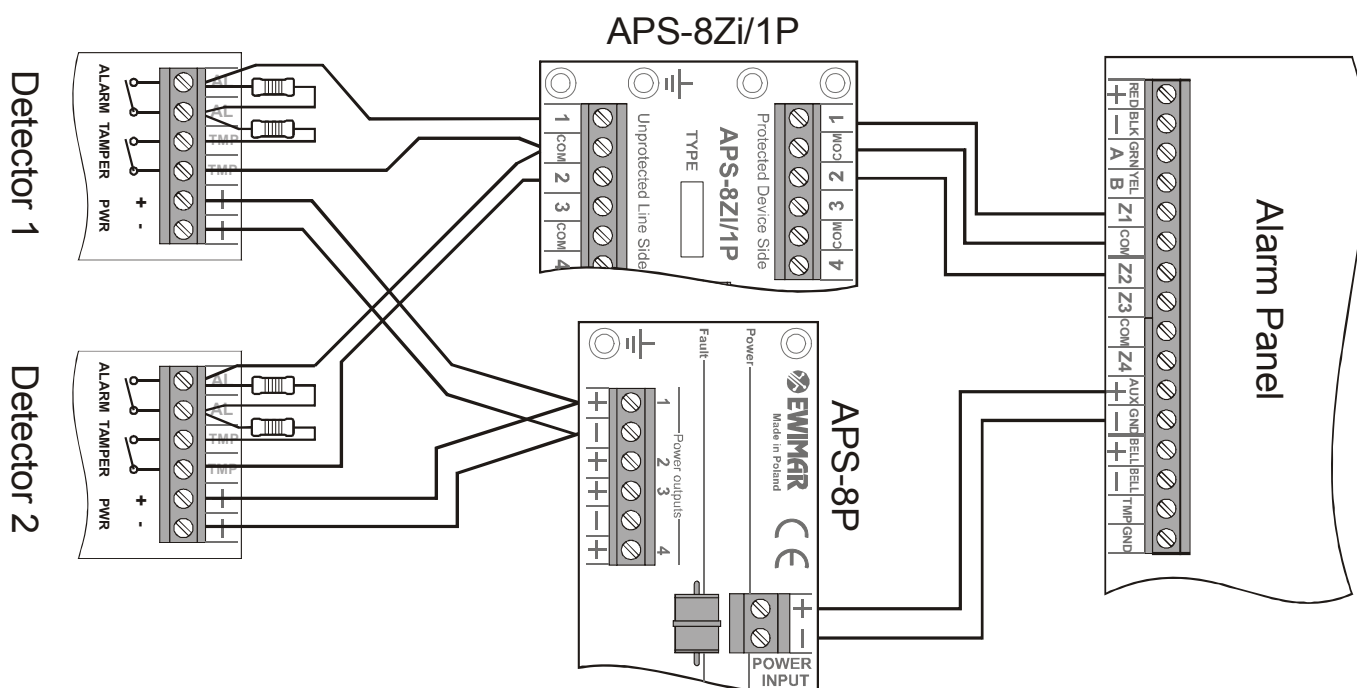 APS-8Zi/1P
Detector 1
ALARM TAMPER PWR
+ -
AL
AL
TMP
TMP
+
-
Detector 2
ALARM TAMPER PWR
+ -
AL
AL
TMP
TMP
+
-
1
COM
2
3
COM
4
Unprotected Line Side
TYPE
APS-8ZI/1P
Protected Device Side
1
COM
2
3
COM
4
APS-8P
Fault
Power
EWIMAR
Made in Poland
CE
Power outputs
1
2
3
4
+
-
+
+
-
+
+
-
POWER
INPUT
Alarm Panel
RED +
BLK -
GRN A
YEL B
Z1
COM
Z2
Z3
COM
Z4
AUX +
GND -
BELL +
BELL -
TMP
GND